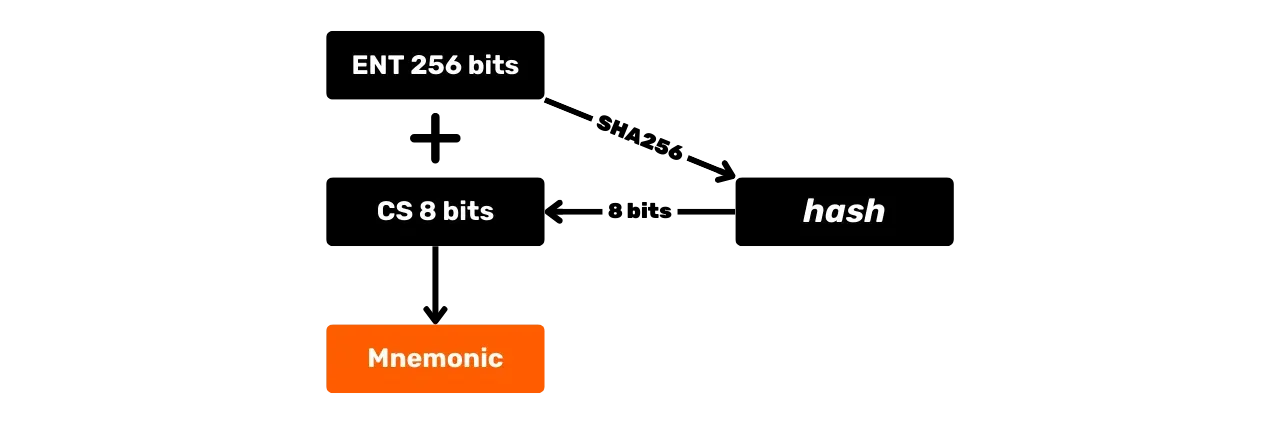 ENT 256 bits
SHA256
CS 8 bits
8 bits
hash
Mnemonic